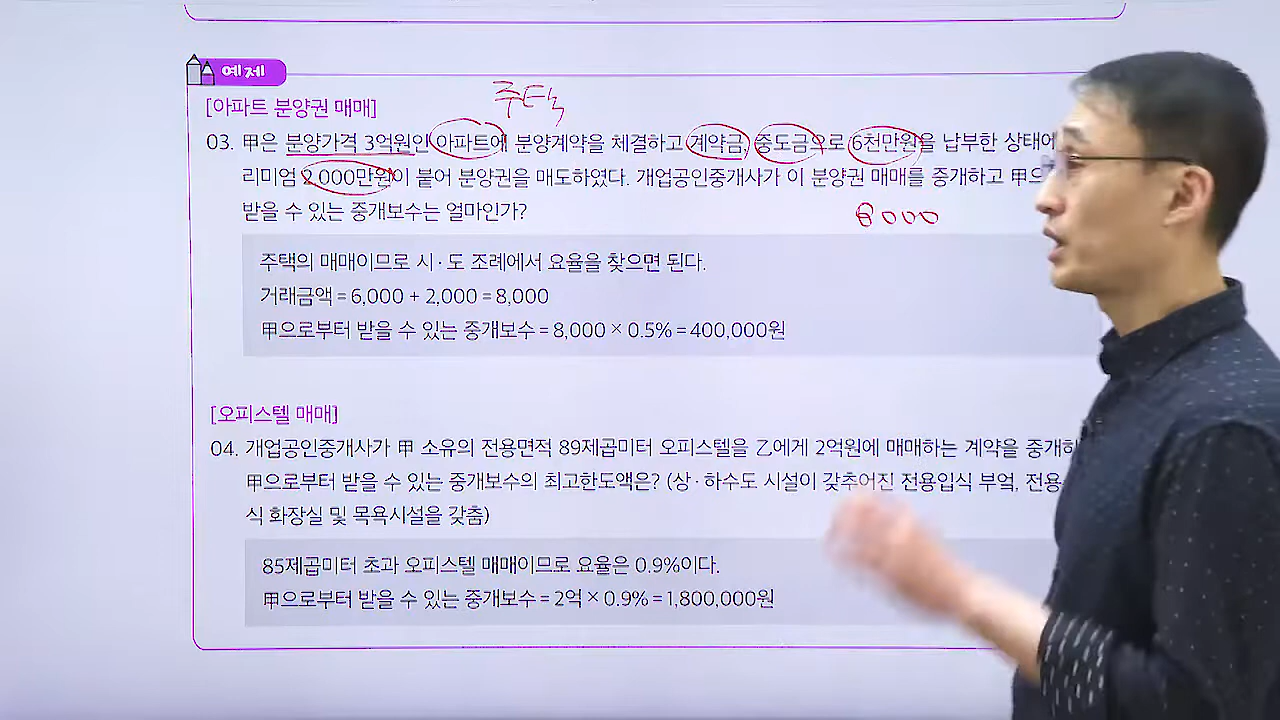 예제
[아파트 분양권 매매]
주택
03. 甲은 분양가격 3억원인 아파트에 분양계약을 체결하고 계약금, 중도금으로 6천만원을 납부한 상태에
리미엄 2,000만원이 붙어 분양권을 매도하였다. 개업공인중개사가 이 분양권 매매를 중개하고 甲으
받을 수 있는 중개보수는 얼마인가?
8000
주택의 매매이므로 시·도 조례에서 요율을 찾으면 된다.
거래금액 = 6,000 + 2,000 = 8,000
甲으로부터 받을 수 있는 중개보수 = 8,000 × 0.5% = 400,000원
[오피스텔 매매]
04. 개업공인중개사가 甲 소유의 전용면적 89제곱미터 오피스텔을 乙에게 2억원에 매매하는 계약을 중개하
甲으로부터 받을 수 있는 중개보수의 최고한도액은? (상·하수도 시설이 갖추어진 전용입식 부엌, 전용
식 화장실 및 목욕시설을 갖춤)
85제곱미터 초과 오피스텔 매매이므로 요율은 0.9%이다.
甲으로부터 받을 수 있는 중개보수 = 2억 × 0.9% = 1,800,000원